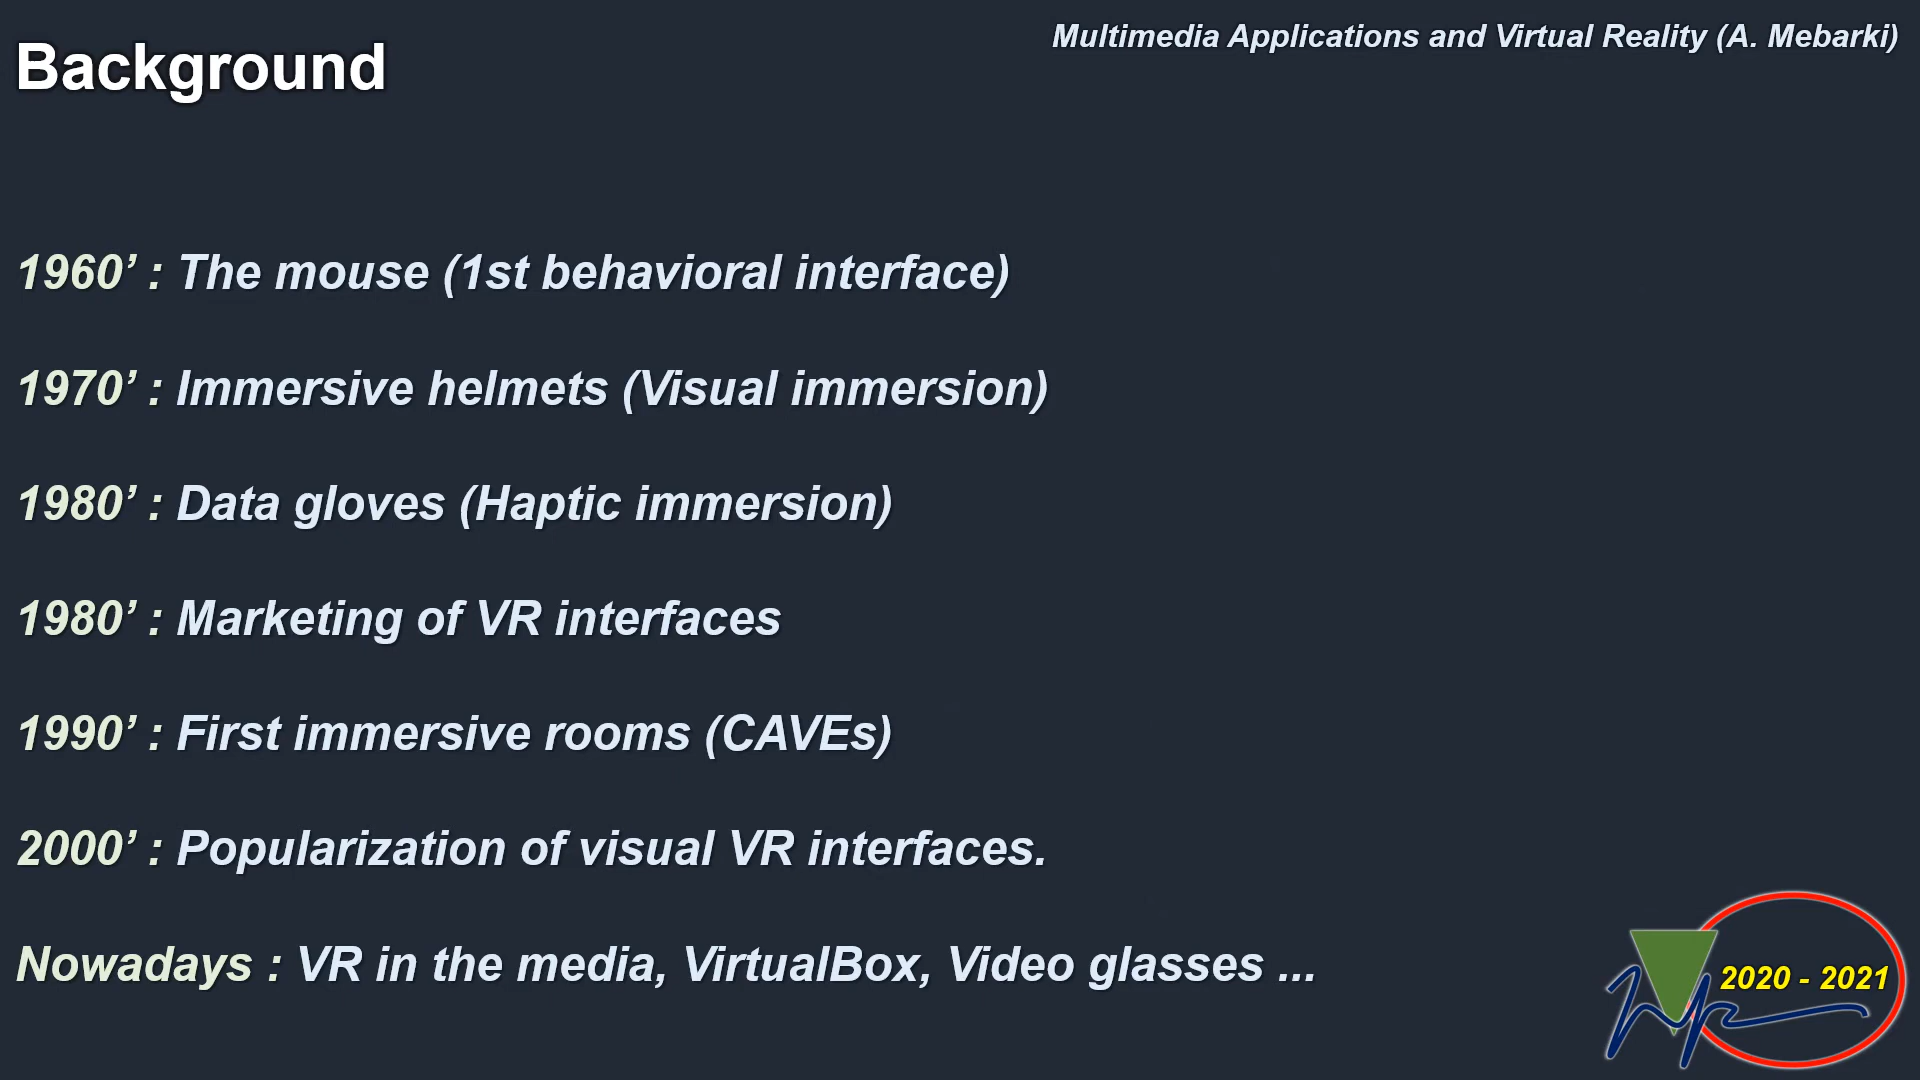 Multimedia Applications and Virtual Reality (A. Mebarki)
Background
1960’ : The mouse (1st behavioral interface)
1970’ : Immersive helmets (Visual immersion)
1980’ : Data gloves (Haptic immersion)
1980’ : Marketing of VR interfaces
1990’ : First immersive rooms (CAVEs)
2000’ : Popularization of visual VR interfaces.
Nowadays : VR in the media, VirtualBox, Video glasses ...
2020 - 2021